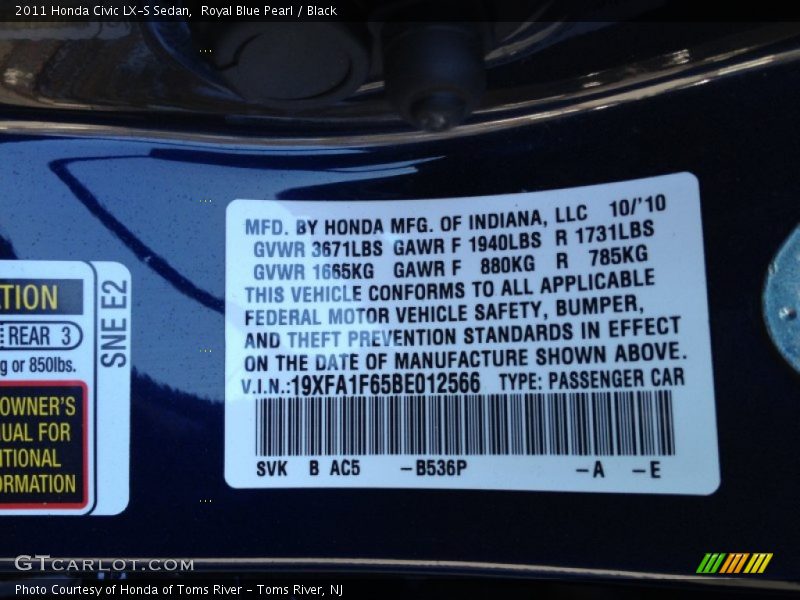 2011 Honda Civic LX-S Sedan,  Royal Blue Pearl / Black
MFD. BY HONDA MFG. OF INDIANA, LLC 10/'10
GVWR 3671LBS GAWR F 1940LBS R 1731LBS
GVWR 1665KG GAWR F 880KG R 785KG
THIS VEHICLE CONFORMS TO ALL APPLICABLE
FEDERAL MOTOR VEHICLE SAFETY, BUMPER,
AND THEFT PREVENTION STANDARDS IN EFFECT
ON THE DATE OF MANUFACTURE SHOWN ABOVE.
V.I.N.:19XFA1F65BE012566 TYPE: PASSENGER CAR
SVK B AC5 -B536P -A -E
REAR 3
g or 850lbs.
OWNER'S
FOR
SNE E2
GTCARLOT.COM
Photo Courtesy of Honda of Toms River - Toms River, NJ